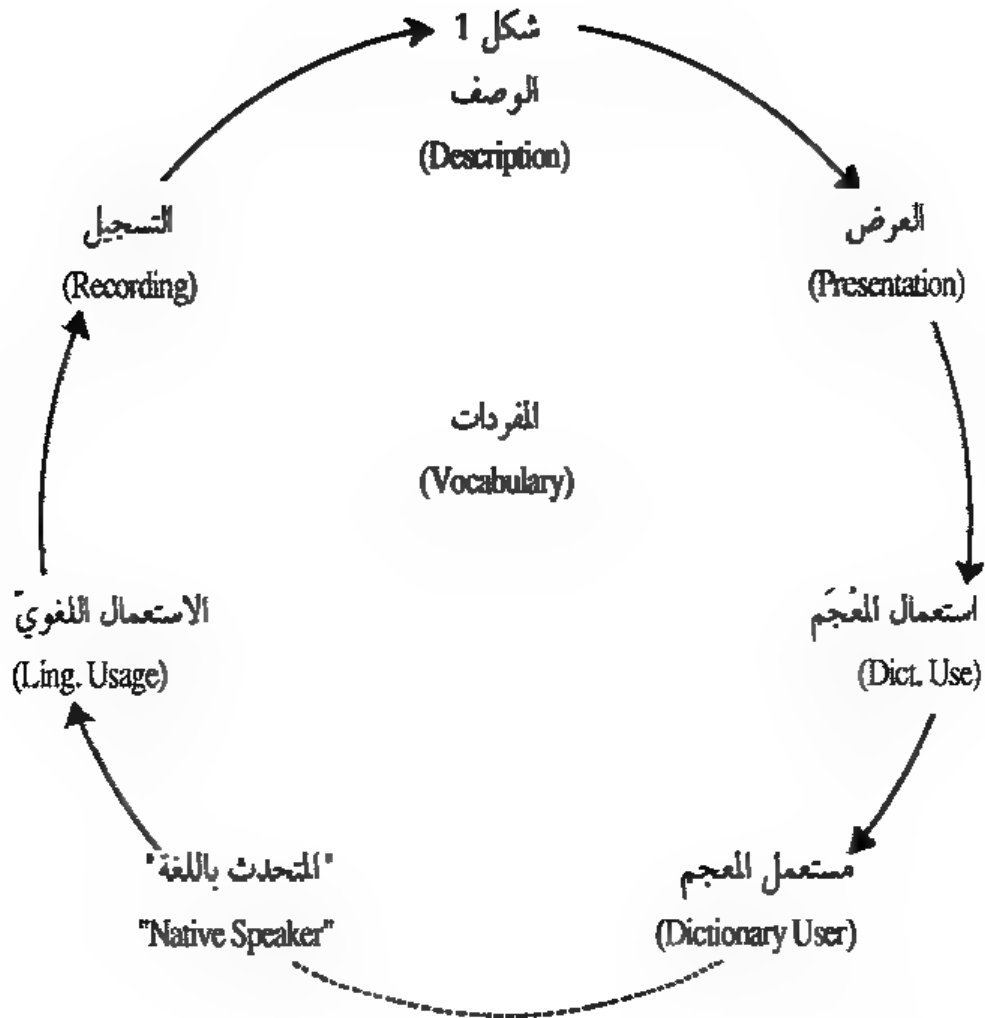 شكل 1
الوصف
(Description)
العرض
(Presentation)
التسجيل
(Recording)
المفردات
(Vocabulary)
استعمال المُعْجَم
(Dict. Use)
الاستعمال اللغويّ
(Ling. Usage)
مستعمل المعجم
(Dictionary User)
"المتحدث باللغة"
"Native Speaker"